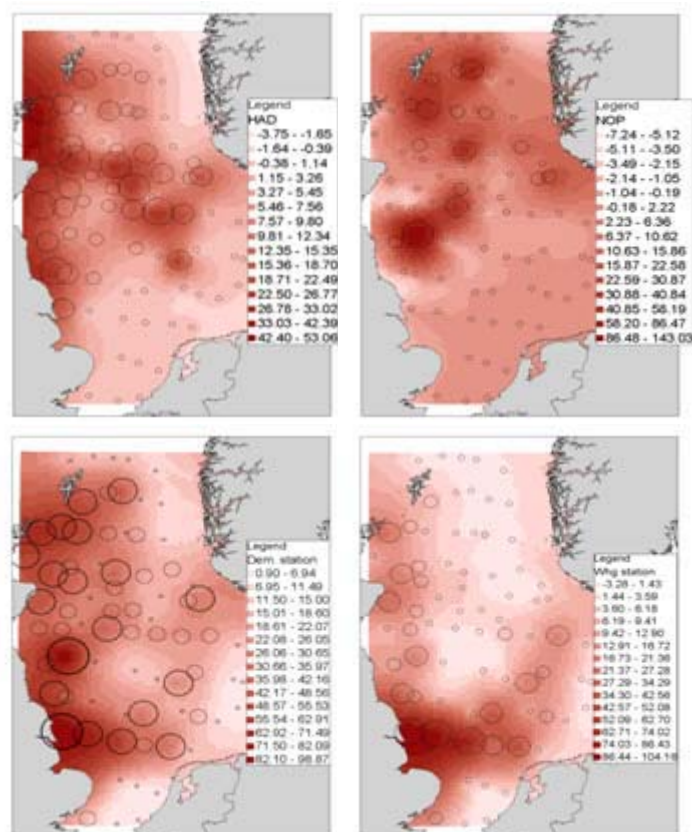 Legend
HAD
-3.75 - -1.65
-1.64 - -0.39
-0.38 - 1.14
1.15 - 3.26
3.27 - 5.45
5.46 - 7.56
7.57 - 9.80
9.81 - 12.34
12.35 - 15.35
15.36 - 18.70
18.71 - 22.49
22.50 - 26.77
26.78 - 33.02
33.03 - 42.39
42.40 - 53.06
Legend
NOP
-7.24 - -5.12
-5.11 - -3.50
-3.49 - -2.15
-2.14 - -1.05
-1.04 - -0.19
-0.18 - 2.22
2.23 - 6.36
6.37 - 10.62
10.63 - 15.86
15.87 - 22.58
22.59 - 30.87
30.88 - 40.84
40.85 - 58.19
58.20 - 86.47
86.48 - 143.03
Legend
Dem. station
0.90 - 6.94
6.95 - 11.49
11.50 - 15.00
15.01 - 18.60
18.61 - 22.07
22.08 - 26.05
26.06 - 30.65
30.66 - 35.97
35.98 - 42.16
42.17 - 48.56
48.57 - 55.53
55.54 - 62.91
62.92 - 71.49
71.50 - 82.09
82.10 - 98.87
Legend
Whg station
-3.28 - 1.43
1.44 - 3.59
3.60 - 6.18
6.19 - 9.41
9.42 - 12.90
12.91 - 16.72
16.73 - 21.36
21.37 - 27.28
27.29 - 34.29
34.30 - 42.56
42.57 - 52.08
52.09 - 62.70
62.71 - 74.02
74.03 - 86.43
86.44 - 104.16